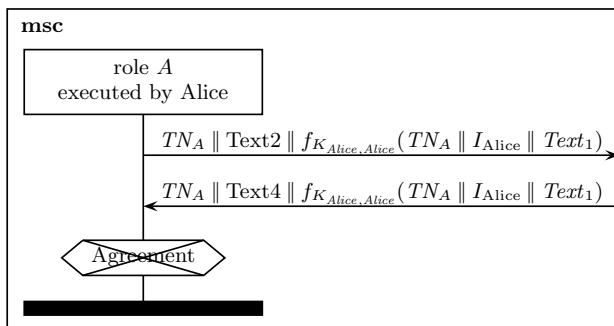 msc
role A
executed by Alice
TN_A ∥ Text2 ∥ f_{K_{Alice,Alice}}(TN_A ∥ I_Alice ∥ Text_1)
TN_A ∥ Text4 ∥ f_{K_{Alice,Alice}}(TN_A ∥ I_Alice ∥ Text_1)
Agreement